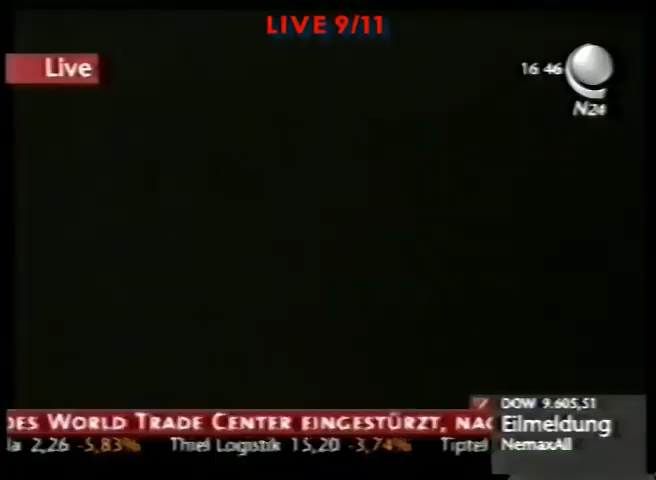 LIVE 9/11
Live
16 46
N24
DOW 9.605,51
DES WORLD TRADE CENTER EINGESTÜRZT, NAC
Eilmeldung
la 2,26 -5,83% Thiel Logistik 15,20 -3,74% Tiptel
NemaxAll